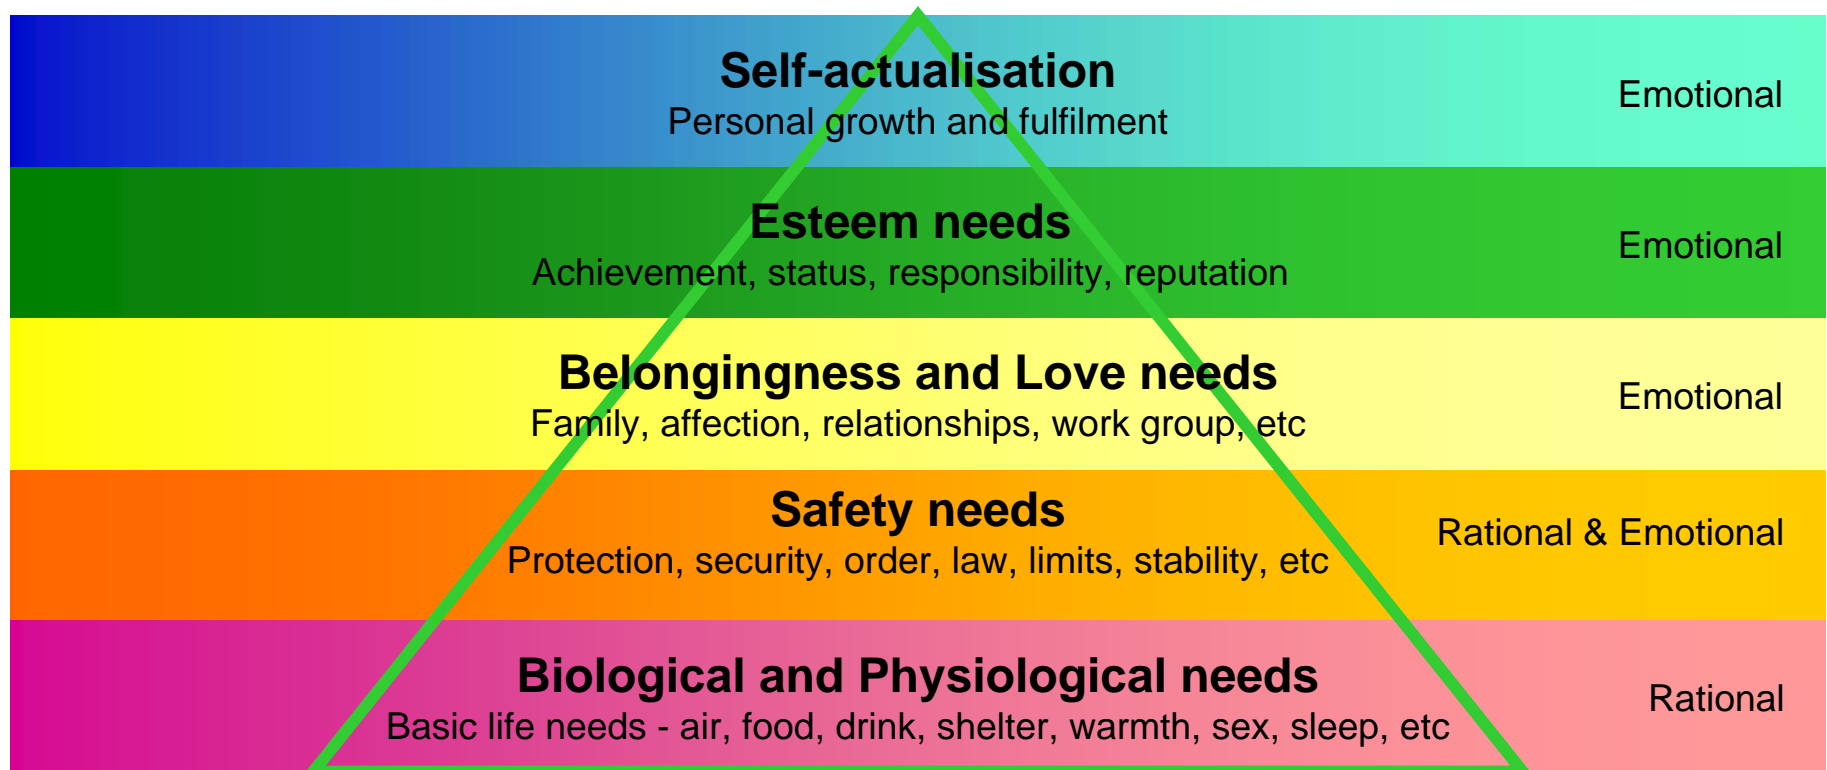 Self-actualisation
Personal growth and fulfilment
Emotional
Esteem needs
Achievement, status, responsibility, reputation
Emotional
Belongingness and Love needs
Family, affection, relationships, work group, etc
Emotional
Safety needs
Protection, security, order, law, limits, stability, etc
Rational & Emotional
Biological and Physiological needs
Basic life needs - air, food, drink, shelter, warmth, sex, sleep, etc
Rational